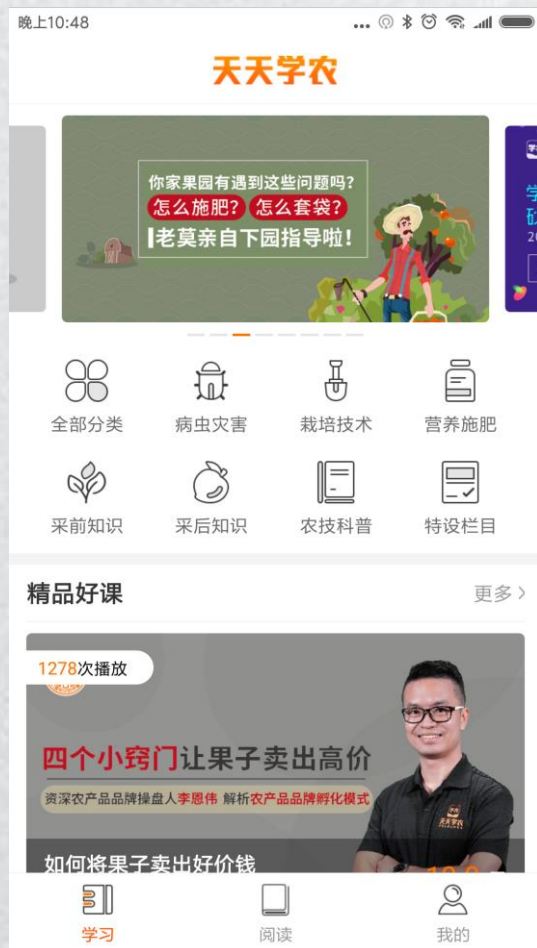 晚上10:48
天天学农
你家果园有遇到这些问题吗?
怎么施肥? 怎么套袋?
老莫亲自下园指导啦!
全部分类 病虫灾害 栽培技术 营养施肥
采前知识 采后知识 农技科普 特设栏目
精品好课 更多
1278次播放
四个小窍门让果子卖出高价
资深农产品品牌操盘人李恩伟 解析农产品品牌孵化模式
天天学农
如何将果子卖出好价钱
学习 阅读 我的